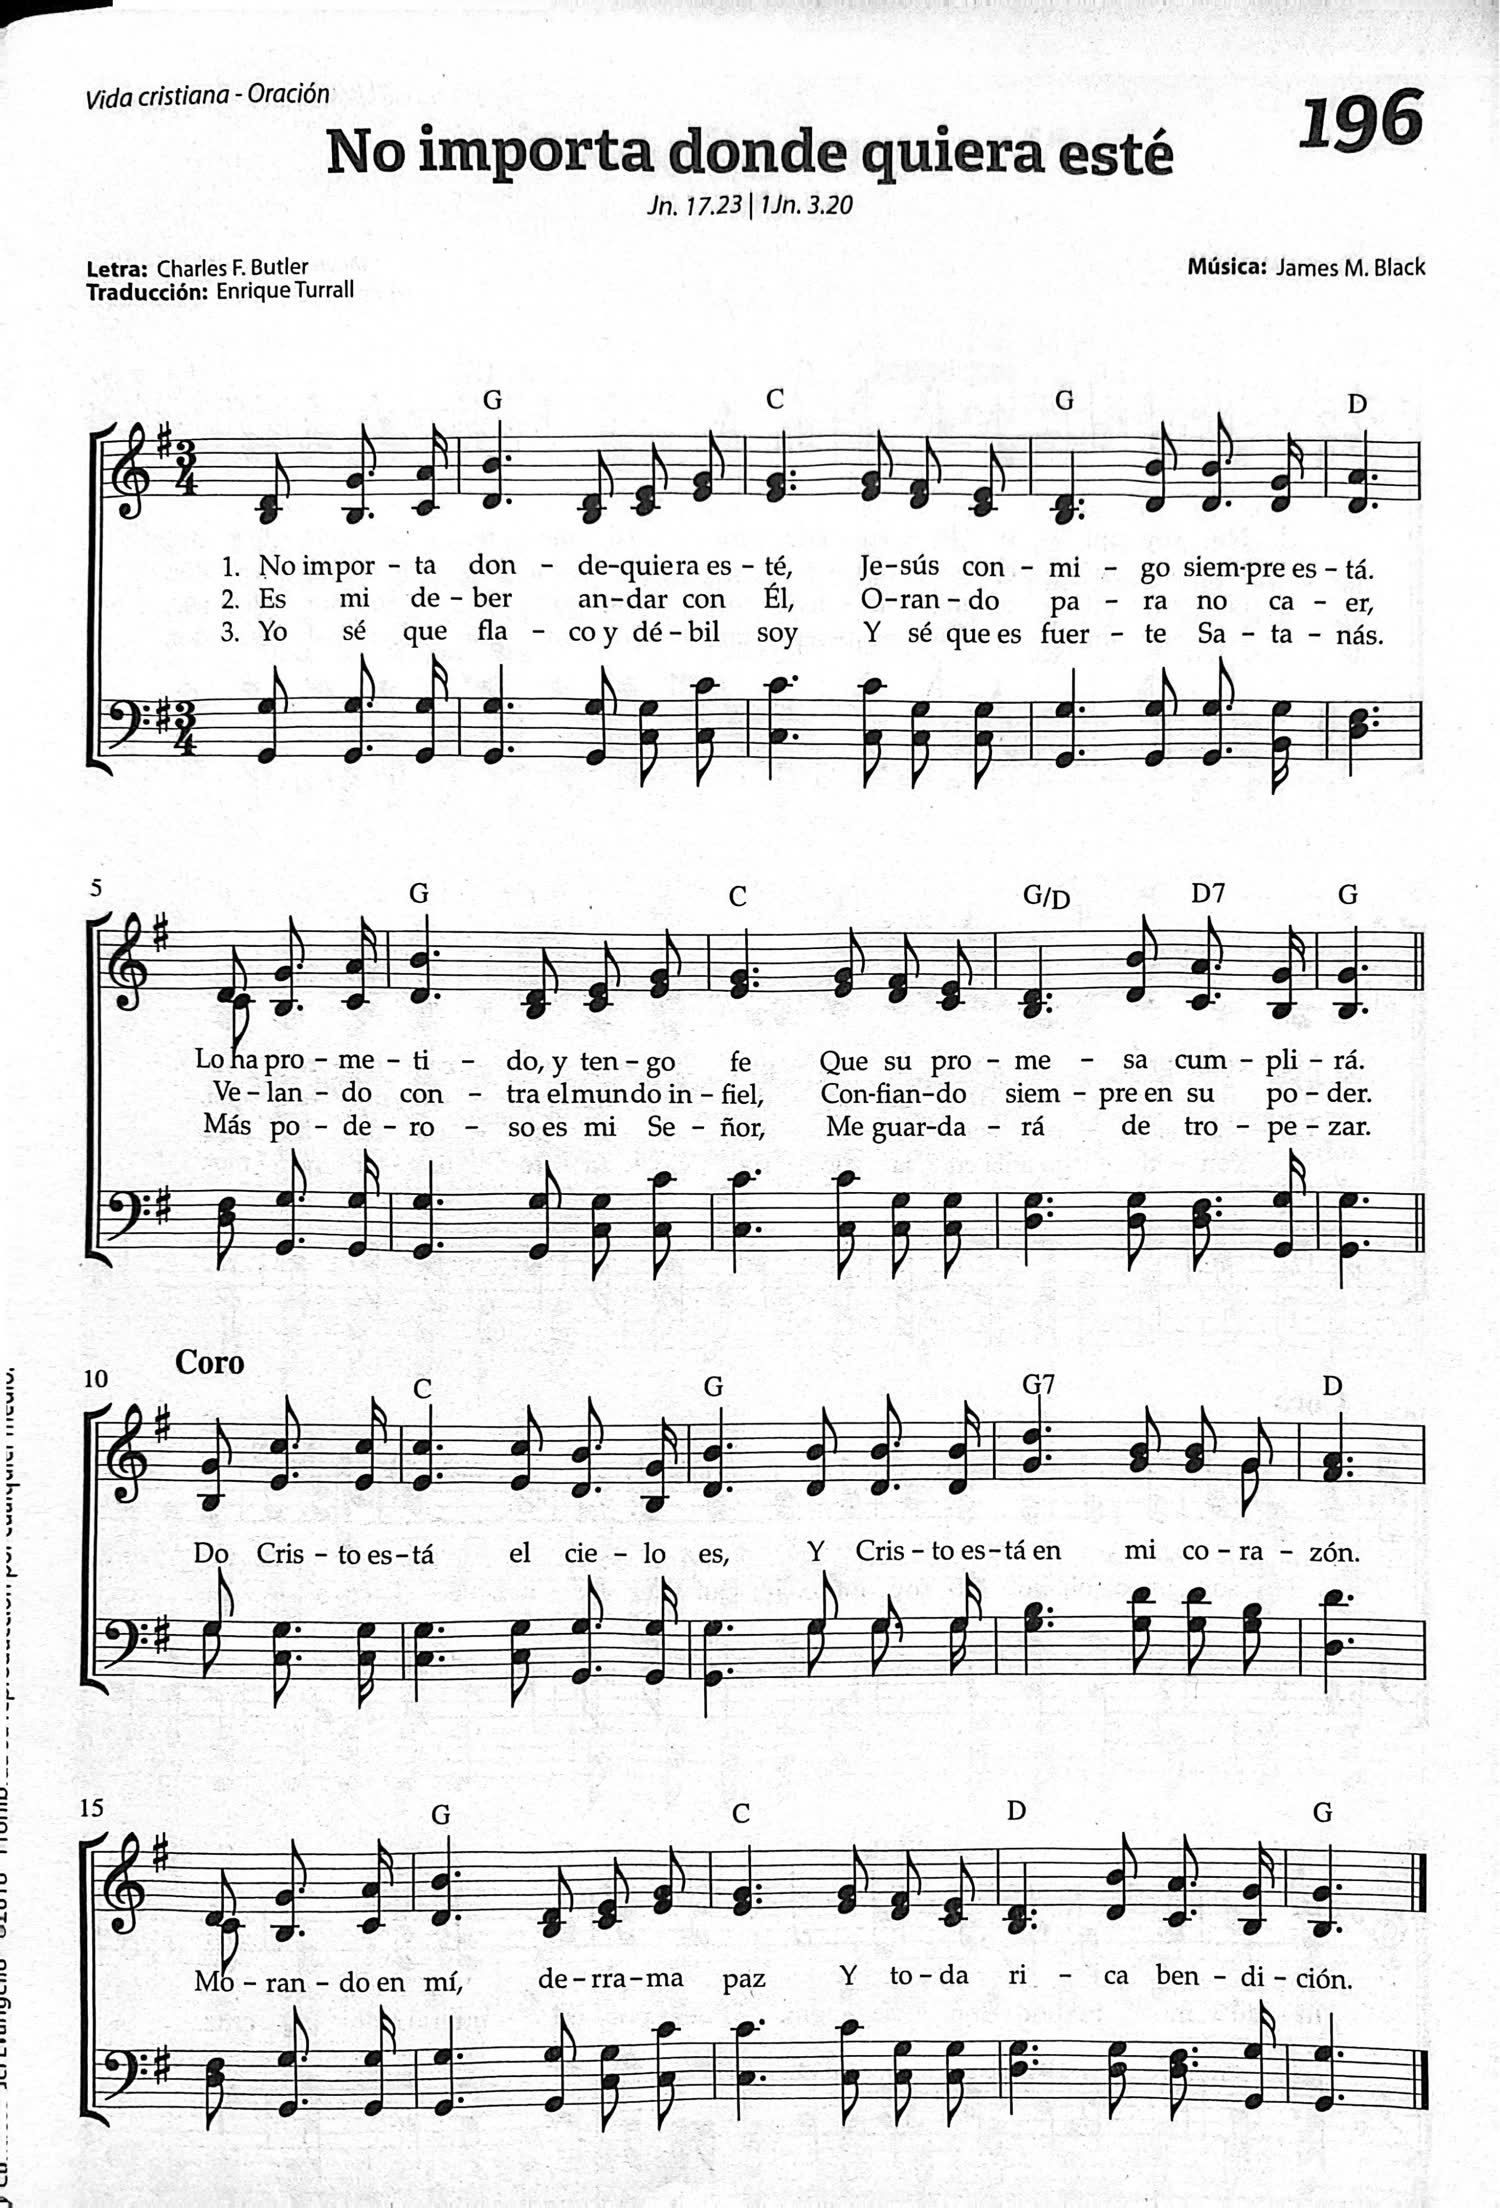 Vida cristiana - Oración
196
No importa donde quiera esté
Jn. 17.23 | 1Jn. 3.20
Letra: Charles F. Butler
Música: James M. Black
Traducción: Enrique Turrall
G C G D
3/4
1. No impor – ta don – de-quiera es – té, Je–sús con – mi – go siem-pre es – tá.
2. Es mi de – ber an–dar con Él, O–ran – do pa – ra no ca – er,
3. Yo sé que fla – co y dé – bil soy Y sé que es fuer – te Sa – ta – nás.
3/4
5
G C G/D D7 G
Lo ha pro – me – ti – do, y ten – go fe Que su pro – me – sa cum – pli – rá.
Ve – lan – do con – tra el mundo in – fiel, Con-fian–do siem – pre en su po – der.
Más po – de – ro – so es mi Se – ñor, Me guar-da – rá de tro – pe – zar.
Coro
10
C G G7 D
Do Cris – to es–tá el cie – lo es, Y Cris – to es–tá en mi co – ra – zón.
15
G C D G
Mo – ran – do en mí, de – rra – ma paz Y to – da ri – ca ben – di – ción.
por cualquier medio.